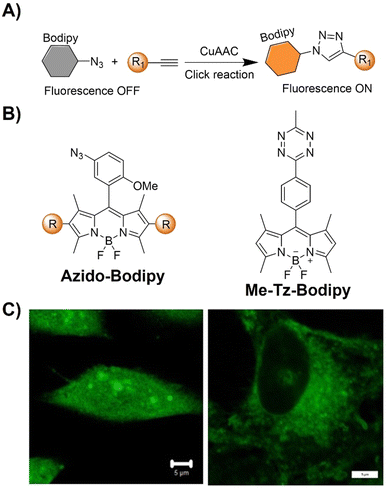 A)
Bodipy
N3 + R1
CuAAC
Click reaction
Bodipy
N N N
R1
Fluorescence OFF
Fluorescence ON
B)
N3
OMe
R
R
N N
B
F F
Azido-Bodipy
N N
N N
N N
B
− +
F F
Me-Tz-Bodipy
C)
5 µm